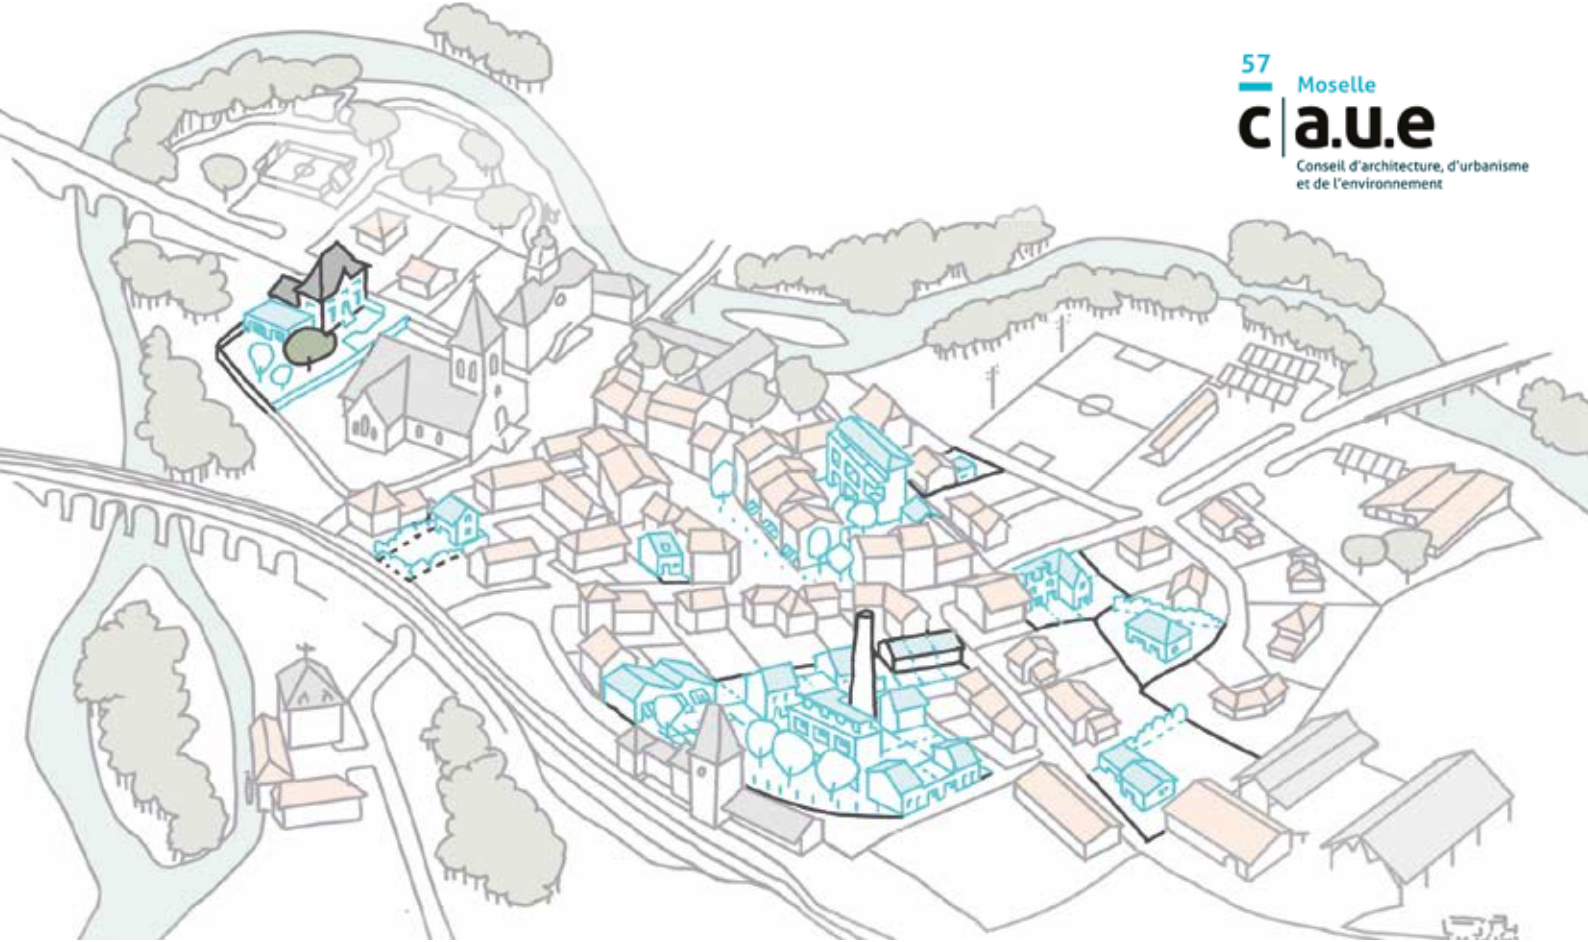 57
Moselle
c a.u.e
Conseil d'architecture, d'urbanisme
et de l'environnement